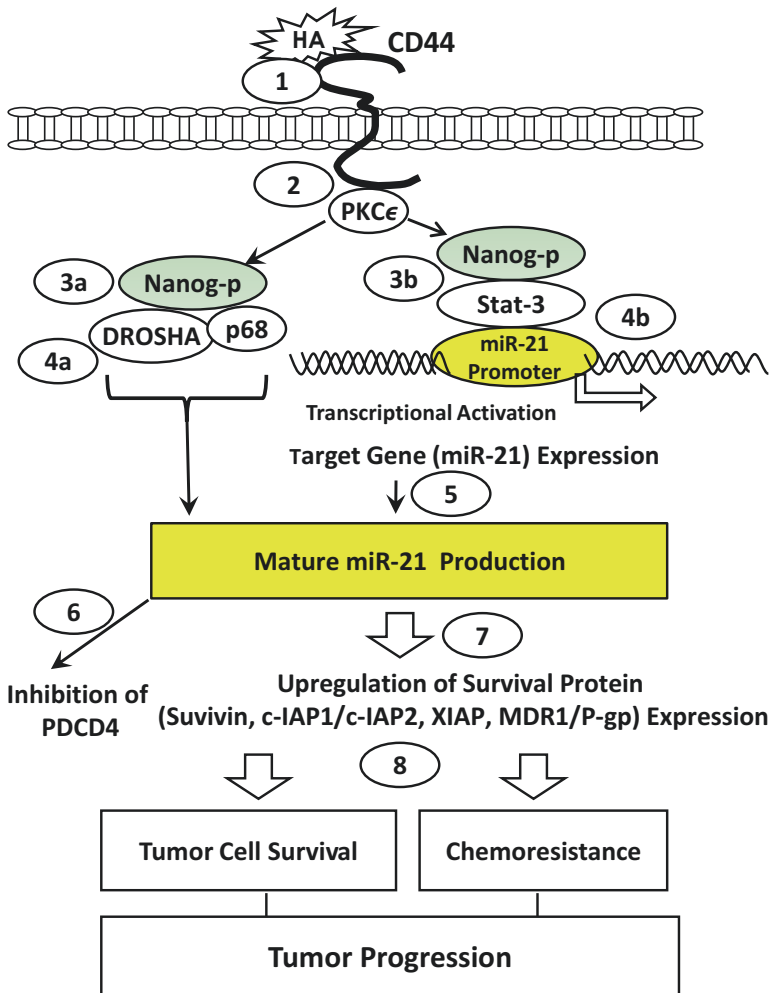 HA
CD44
1
2
PKCϵ
3a
Nanog-p
DROSHA
p68
4a
Nanog-p
3b
Stat-3
4b
miR-21
Promoter
Transcriptional Activation
Target Gene (miR-21) Expression
5
Mature miR-21 Production
6
7
Inhibition of
PDCD4
Upregulation of Survival Protein
(Suvivin, c-IAP1/c-IAP2, XIAP, MDR1/P-gp) Expression
8
Tumor Cell Survival
Chemoresistance
Tumor Progression